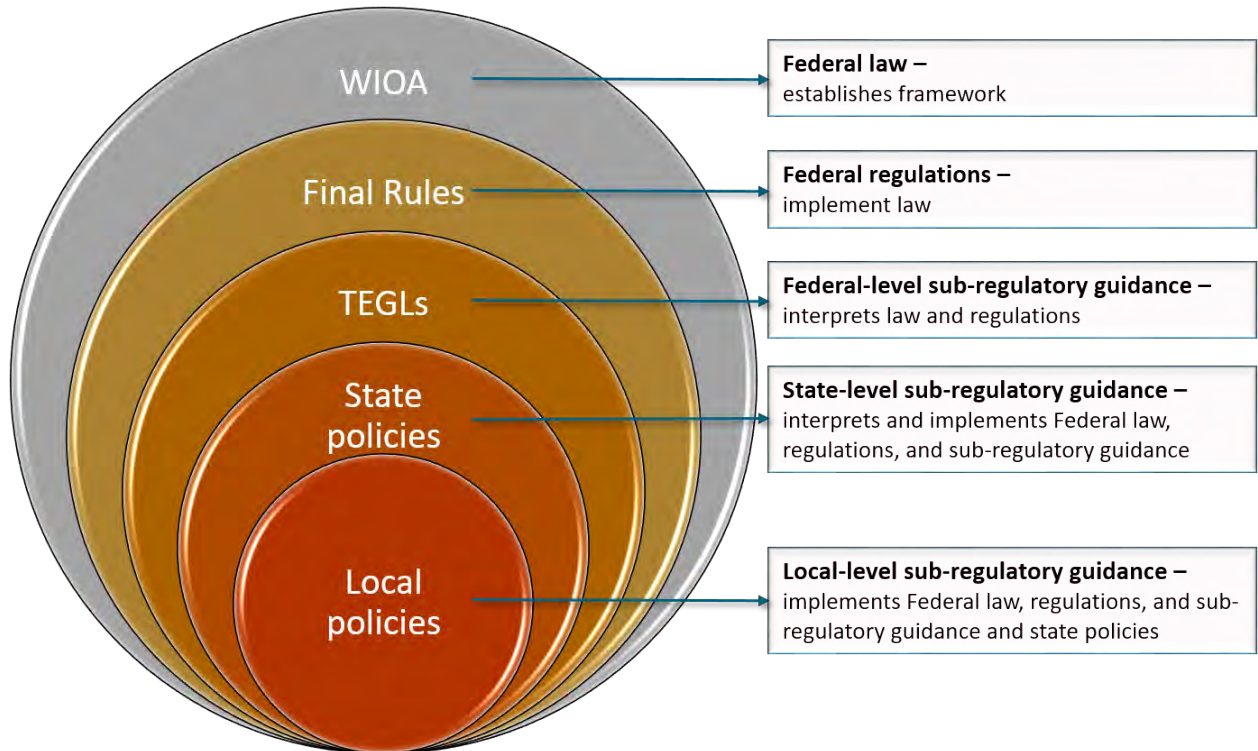 WIOA
Federal law –
establishes framework
Final Rules
Federal regulations –
implement law
TEGLs
Federal-level sub-regulatory guidance –
interprets law and regulations
State
policies
State-level sub-regulatory guidance –
interprets and implements Federal law,
regulations, and sub-regulatory guidance
Local
policies
Local-level sub-regulatory guidance –
implements Federal law, regulations, and sub-
regulatory guidance and state policies